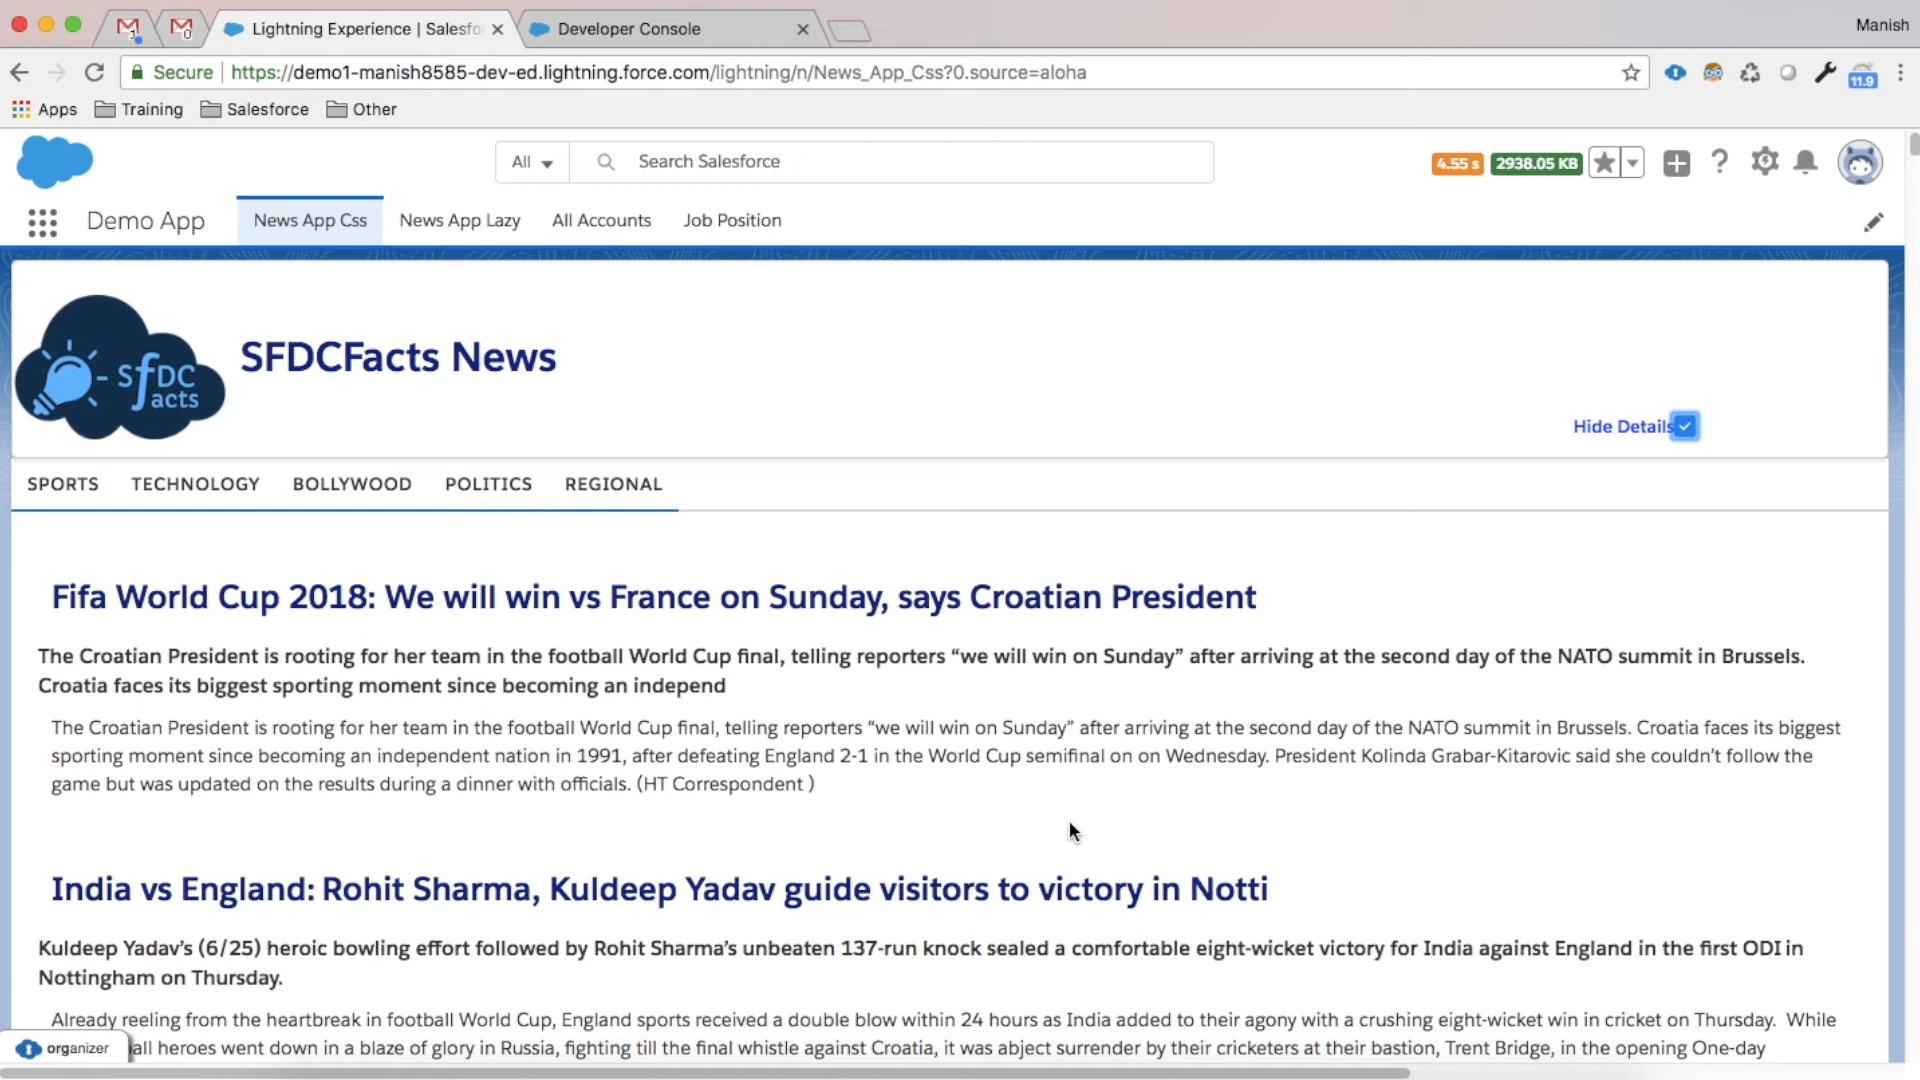 Lightning Experience | Salesfo
Developer Console
Manish
Secure
https://demo1-manish8585-dev-ed.lightning.force.com/lightning/n/News_App_Css?0.source=aloha
11.9
Apps
Training
Salesforce
Other
All
Search Salesforce
4.55 s
2938.05 KB
Demo App
News App Css
News App Lazy
All Accounts
Job Position
sfDC
acts
SFDCFacts News
Hide Details
SPORTS
TECHNOLOGY
BOLLYWOOD
POLITICS
REGIONAL
Fifa World Cup 2018: We will win vs France on Sunday, says Croatian President
The Croatian President is rooting for her team in the football World Cup final, telling reporters “we will win on Sunday” after arriving at the second day of the NATO summit in Brussels.
Croatia faces its biggest sporting moment since becoming an independ
The Croatian President is rooting for her team in the football World Cup final, telling reporters “we will win on Sunday” after arriving at the second day of the NATO summit in Brussels. Croatia faces its biggest
sporting moment since becoming an independent nation in 1991, after defeating England 2-1 in the World Cup semifinal on on Wednesday. President Kolinda Grabar-Kitarovic said she couldn’t follow the
game but was updated on the results during a dinner with officials. (HT Correspondent )
India vs England: Rohit Sharma, Kuldeep Yadav guide visitors to victory in Notti
Kuldeep Yadav’s (6/25) heroic bowling effort followed by Rohit Sharma’s unbeaten 137-run knock sealed a comfortable eight-wicket victory for India against England in the first ODI in
Nottingham on Thursday.
Already reeling from the heartbreak in football World Cup, England sports received a double blow within 24 hours as India added to their agony with a crushing eight-wicket win in cricket on Thursday. While
all heroes went down in a blaze of glory in Russia, fighting till the final whistle against Croatia, it was abject surrender by their cricketers at their bastion, Trent Bridge, in the opening One-day
organizer